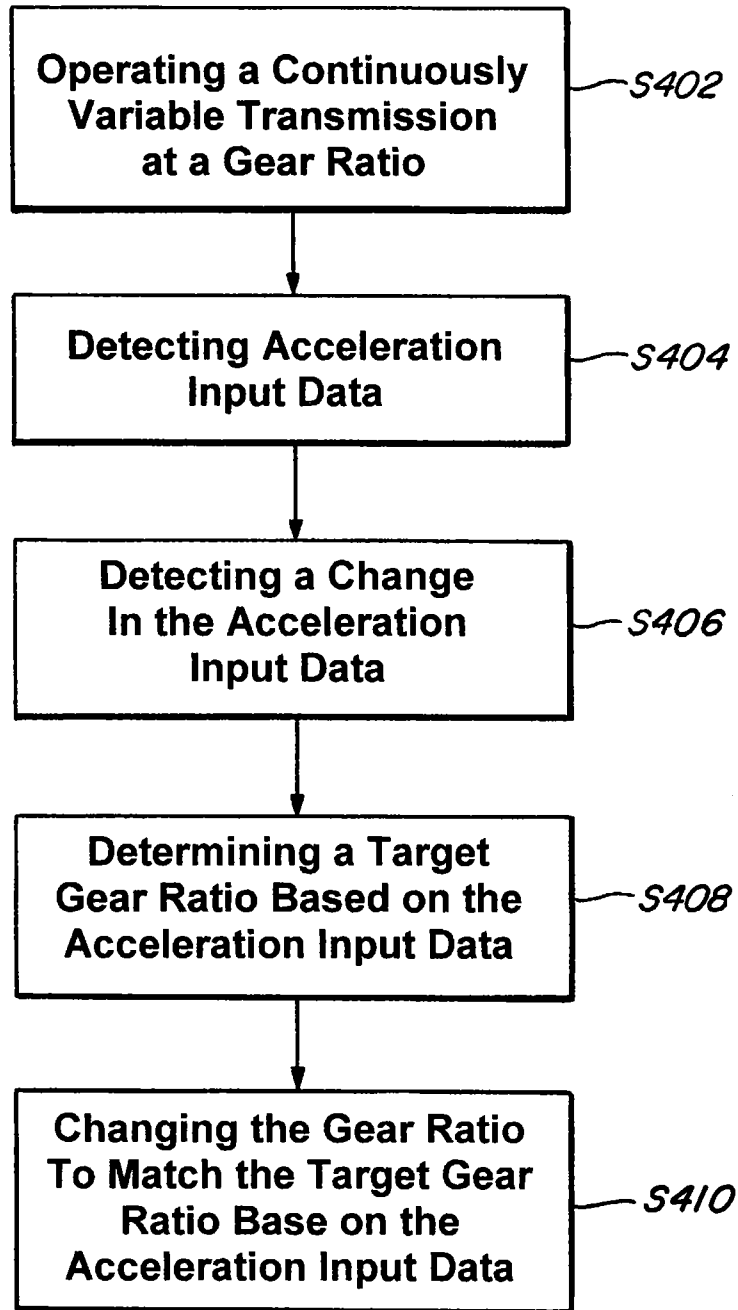 Operating a Continuously
Variable Transmission
at a Gear Ratio
S402
Detecting Acceleration
Input Data
S404
Detecting a Change
In the Acceleration
Input Data
S406
Determining a Target
Gear Ratio Based on the
Acceleration Input Data
S408
Changing the Gear Ratio
To Match the Target Gear
Ratio Base on the
Acceleration Input Data
S410